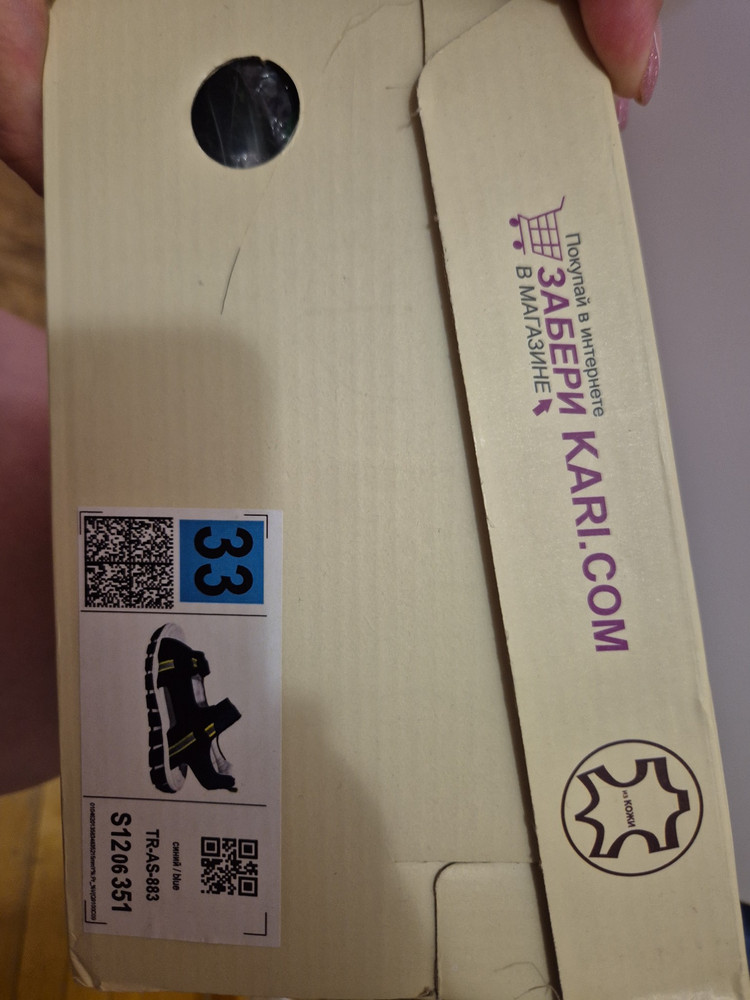 Покупай в интернете
ЗАБЕРИ KARI.COM
В МАГАЗИНЕ
из КОЖИ
33
синий / blue
TR-AS-883
S1206351